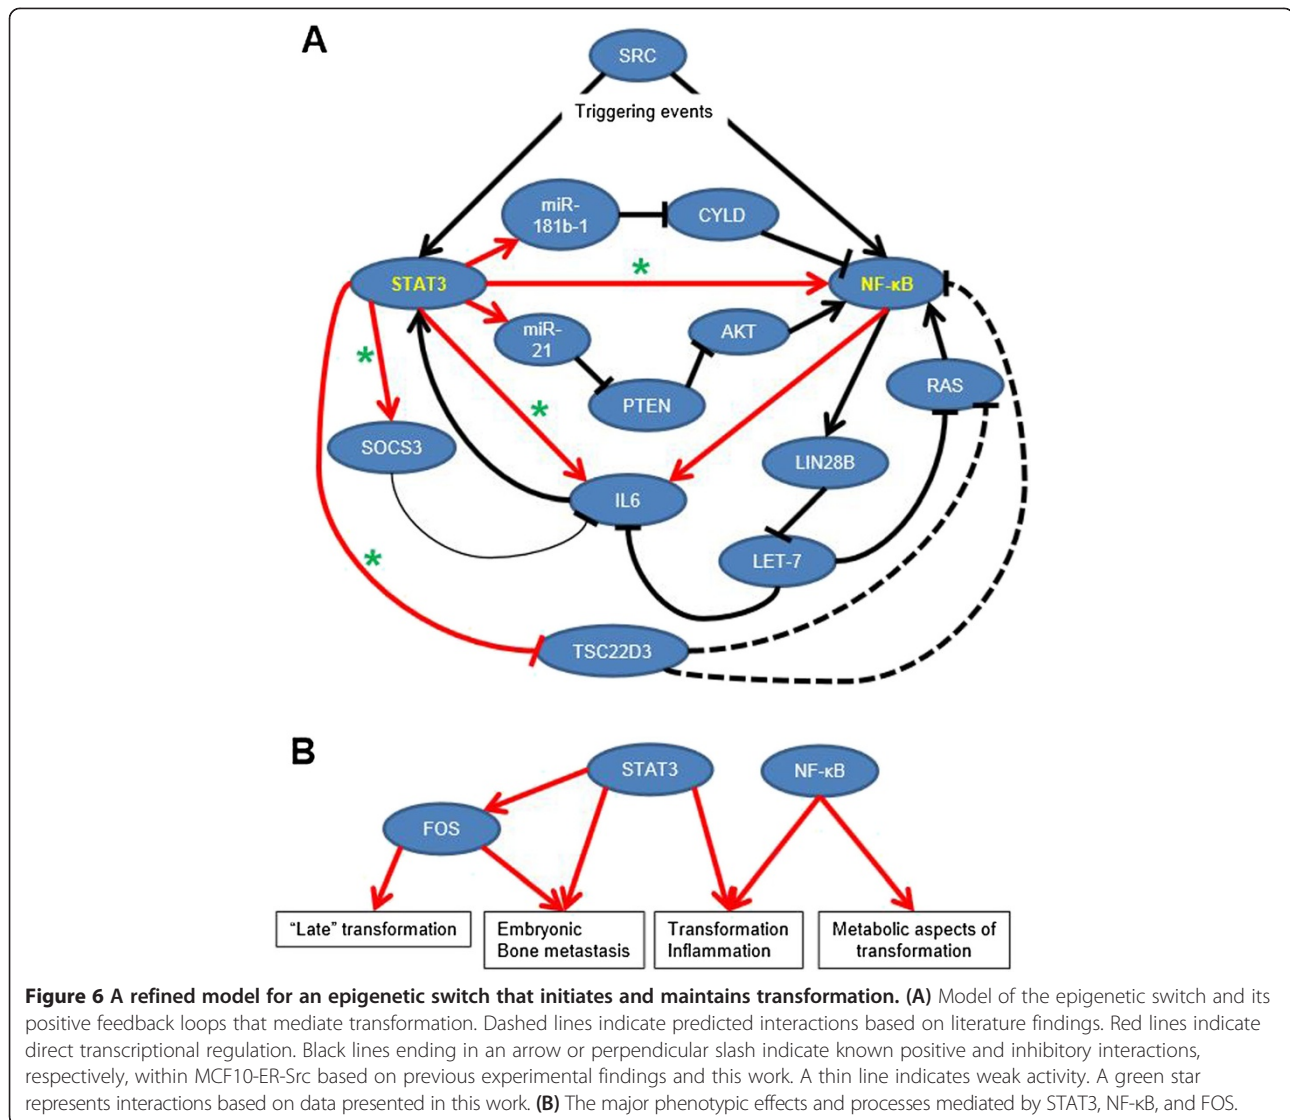 A
SRC
Triggering events
miR-
181b-1
CYLD
*
STAT3
NF-κB
miR-
21
AKT
*
RAS
PTEN
*
SOCS3
LIN28B
IL6
*
LET-7
TSC22D3
B
STAT3
NF-κB
FOS
“Late” transformation
Embryonic
Bone metastasis
Transformation
Inflammation
Metabolic aspects of
transformation
Figure 6 A refined model for an epigenetic switch that initiates and maintains transformation. (A) Model of the epigenetic switch and its
positive feedback loops that mediate transformation. Dashed lines indicate predicted interactions based on literature findings. Red lines indicate
direct transcriptional regulation. Black lines ending in an arrow or perpendicular slash indicate known positive and inhibitory interactions,
respectively, within MCF10-ER-Src based on previous experimental findings and this work. A thin line indicates weak activity. A green star
represents interactions based on data presented in this work. (B) The major phenotypic effects and processes mediated by STAT3, NF-κB, and FOS.